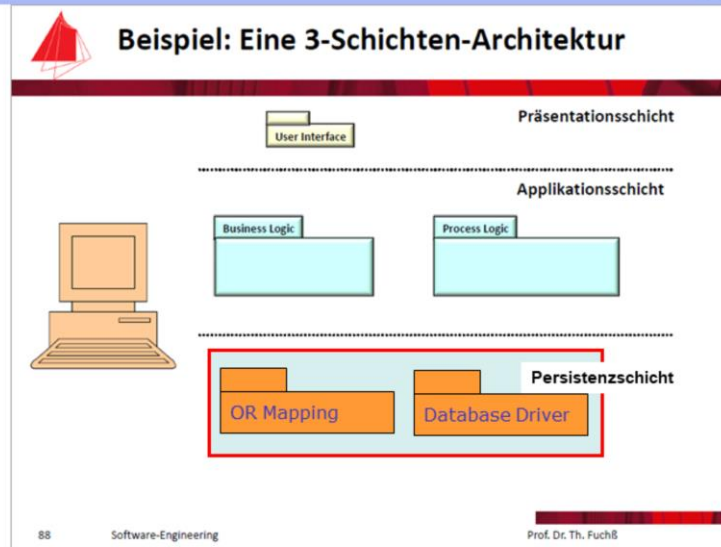 Beispiel: Eine 3-Schichten-Architektur
Präsentationsschicht
User Interface
Applikationsschicht
Business Logic
Process Logic
Persistenzschicht
OR Mapping
Database Driver
88 Software-Engineering Prof. Dr. Th. Fuchß